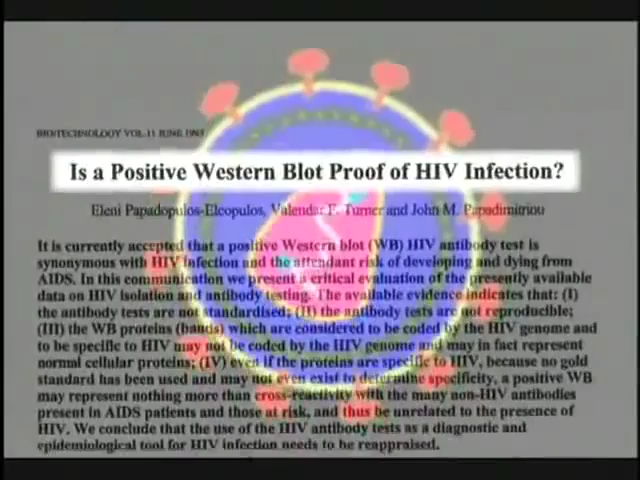 BIO/TECHNOLOGY VOL.11 JUNE 1993
Is a Positive Western Blot Proof of HIV Infection?
Eleni Papadopulos-Eleopulos, Valendar F. Turner and John M. Papadimitriou
It is currently accepted that a positive Western blot (WB) HIV antibody test is
synonymous with HIV infection and the attendant risk of developing and dying from
AIDS. In this communication we present a critical evaluation of the presently available
data on HIV isolation and antibody testing. The available evidence indicates that: (I)
the antibody tests are not standardised; (II) the antibody tests are not reproducible;
(III) the WB proteins (bands) which are considered to be coded by the HIV genome and
to be specific to HIV may not be coded by the HIV genome and may in fact represent
normal cellular proteins; (IV) even if the proteins are specific to HIV, because no gold
standard has been used and may not even exist to determine specificity, a positive WB
may represent nothing more than cross-reactivity with the many non-HIV antibodies
present in AIDS patients and those at risk, and thus be unrelated to the presence of
HIV. We conclude that the use of the HIV antibody tests as a diagnostic and
epidemiological tool for HIV infection needs to be reappraised.